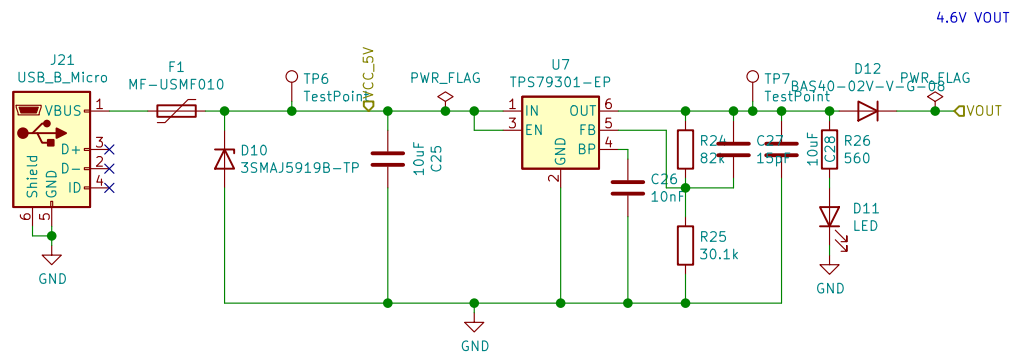 4.6V VOUT
J21
USB_B_Micro
VBUS
1
D+
3
D-
2
ID
4
Shield
GND
6
5
GND
F1
MF-USMF010
D10
3SMAJ5919B-TP
TP6
TestPoint
VCC_5V
10uF
C25
PWR_FLAG
GND
U7
TPS79301-EP
1
IN
OUT
6
3
EN
FB
5
BP
4
GND
2
C26
10nF
R24
82k
R25
30.1k
C27
15pF
TP7
TestPoint
10uF
C28
D12
BAS40-02V-V-G-08
R26
560
D11
LED
GND
PWR_FLAG
VOUT